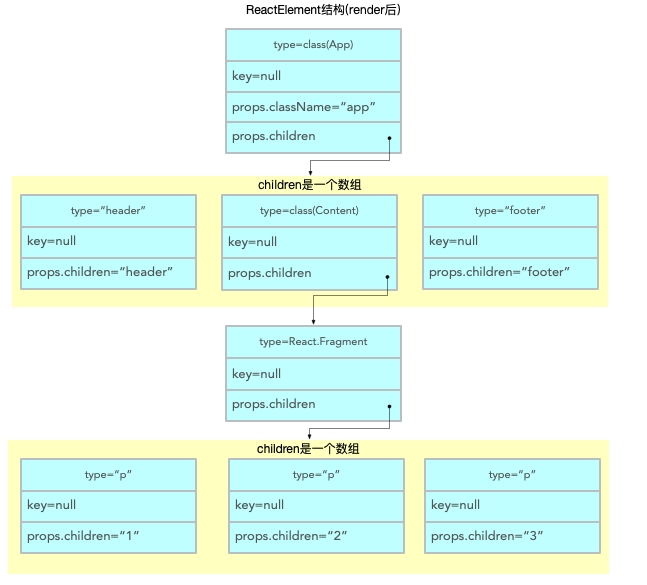 ReactElement结构(render后)
type=class(App)
key=null
props.className=“app”
props.children
children是一个数组
type=“header”
key=null
props.children=“header”
type=class(Content)
key=null
props.children
type=“footer”
key=null
props.children=“footer”
type=React.Fragment
key=null
props.children
children是一个数组
type=“p”
key=null
props.children=“1”
type=“p”
key=null
props.children=“2”
type=“p”
key=null
props.children=“3”